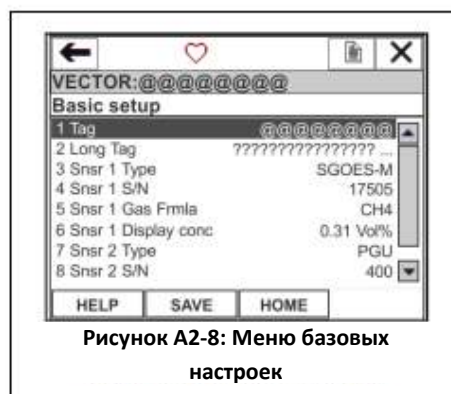 VECTOR:@@@@@@@@
Basic setup
1 Tag @@@@@@@@
2 Long Tag ???????????????? ...
3 Snsr 1 Type SGOES-M
4 Snsr 1 S/N 17505
5 Snsr 1 Gas Frmla CH4
6 Snsr 1 Display conc 0.31 Vol%
7 Snsr 2 Type PGU
8 Snsr 2 S/N 400
HELP SAVE HOME
Рисунок А2-8: Меню базовых
настроек